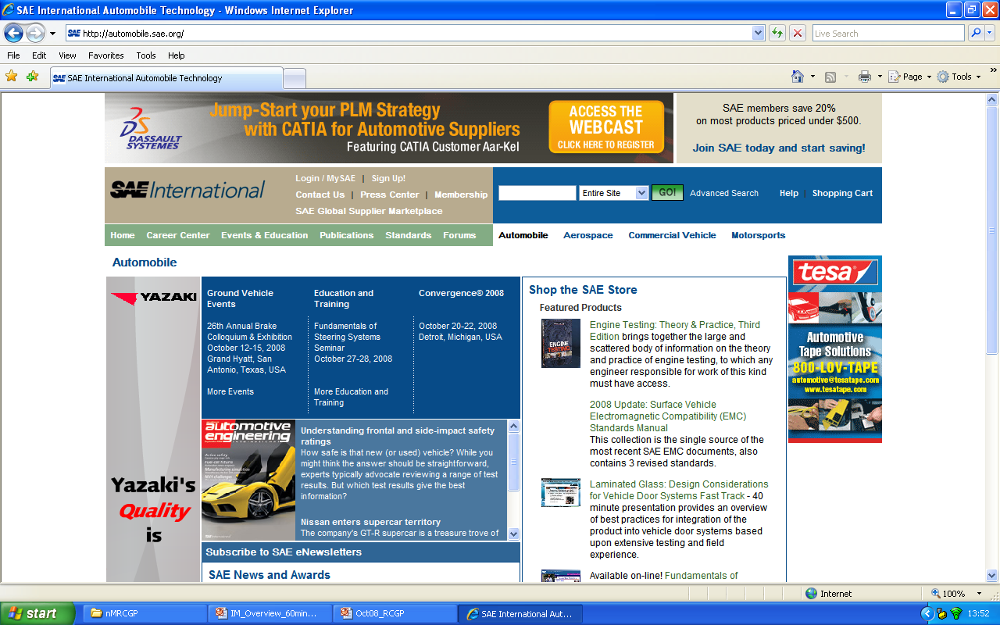 SAE International Automobile Technology - Windows Internet Explorer
SAE http://automobile.sae.org/
Live Search
File Edit View Favorites Tools Help
SAE SAE International Automobile Technology
Page Tools
DASSAULT SYSTEMES
Jump-Start your PLM Strategy
with CATIA for Automotive Suppliers
Featuring CATIA Customer Aar-Kel
ACCESS THE
WEBCAST
CLICK HERE TO REGISTER
SAE members save 20%
on most products priced under $500.
Join SAE today and start saving!
SAE International
Login / MySAE | Sign Up!
Contact Us | Press Center | Membership
SAE Global Supplier Marketplace
Entire Site GO! Advanced Search Help | Shopping Cart
Home Career Center Events & Education Publications Standards Forums
Automobile Aerospace Commercial Vehicle Motorsports
Automobile
YAZAKI
Yazaki's
Quality
is
Ground Vehicle
Events
26th Annual Brake
Colloquium & Exhibition
October 12-15, 2008
Grand Hyatt, San
Antonio, Texas, USA
More Events
Education and
Training
Fundamentals of
Steering Systems
Seminar
October 27-28, 2008
More Education and
Training
Convergence® 2008
October 20-22, 2008
Detroit, Michigan, USA
automotive
engineering
Understanding frontal and side-impact safety
ratings
How safe is that new (or used) vehicle? While you
might think the answer should be straightforward,
experts typically advocate reviewing a range of test
results. But which test results give the best
information?
Nissan enters supercar territory
The company's GT-R supercar is a treasure trove of
Subscribe to SAE eNewsletters
SAE News and Awards
Shop the SAE Store
Featured Products
ENGINE
TESTING
Engine Testing: Theory & Practice, Third
Edition brings together the large and
scattered body of information on the theory
and practice of engine testing, to which any
engineer responsible for work of this kind
must have access.
2008 Update: Surface Vehicle
Electromagnetic Compatibility (EMC)
Standards Manual
This collection is the single source of the
most recent SAE EMC documents, also
contains 3 revised standards.
Laminated Glass: Design Considerations
for Vehicle Door Systems Fast Track - 40
minute presentation provides an overview
of best practices for integration of the
product into vehicle door systems based
upon extensive testing and field
experience.
Available on-line! Fundamentals of
tesa
Automotive
Tape Solutions
800-LOV-TAPE
automotive@tesatape.com
www.tesatape.com
Internet
100%
start
nMRCGP
IM_Overview_60min...
Oct08_RCGP
SAE International Aut...
13:52